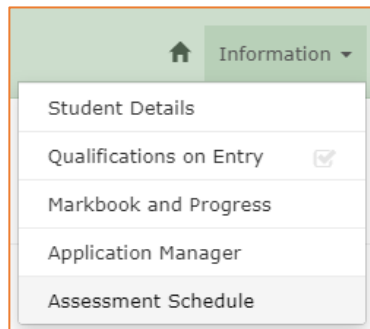 Information
Student Details
Qualifications on Entry
Markbook and Progress
Application Manager
Assessment Schedule